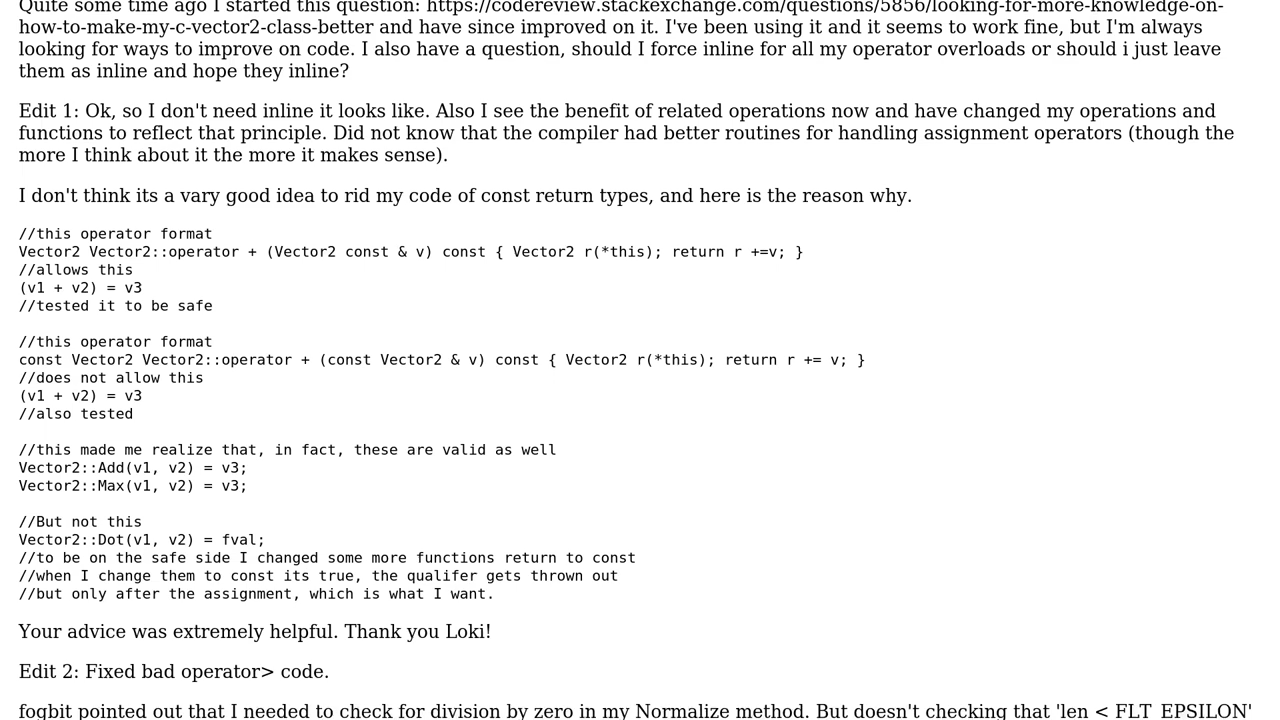 Quite some time ago I started this question: https://codereview.stackexchange.com/questions/5856/looking-for-more-knowledge-on-
how-to-make-my-c-vector2-class-better and have since improved on it. I've been using it and it seems to work fine, but I'm always
looking for ways to improve on code. I also have a question, should I force inline for all my operator overloads or should i just leave
them as inline and hope they inline?
Edit 1: Ok, so I don't need inline it looks like. Also I see the benefit of related operations now and have changed my operations and
functions to reflect that principle. Did not know that the compiler had better routines for handling assignment operators (though the
more I think about it the more it makes sense).
I don't think its a vary good idea to rid my code of const return types, and here is the reason why.
//this operator format
Vector2 Vector2::operator + (Vector2 const & v) const { Vector2 r(*this); return r +=v; }
//allows this
(v1 + v2) = v3
//tested it to be safe
//this operator format
const Vector2 Vector2::operator + (const Vector2 & v) const { Vector2 r(*this); return r += v; }
//does not allow this
(v1 + v2) = v3
//also tested
//this made me realize that, in fact, these are valid as well
Vector2::Add(v1, v2) = v3;
Vector2::Max(v1, v2) = v3;
//But not this
Vector2::Dot(v1, v2) = fval;
//to be on the safe side I changed some more functions return to const
//when I change them to const its true, the qualifer gets thrown out
//but only after the assignment, which is what I want.
Your advice was extremely helpful. Thank you Loki!
Edit 2: Fixed bad operator> code.
fogbit pointed out that I needed to check for division by zero in my Normalize method. But doesn't checking that 'len < FLT_EPSILON'